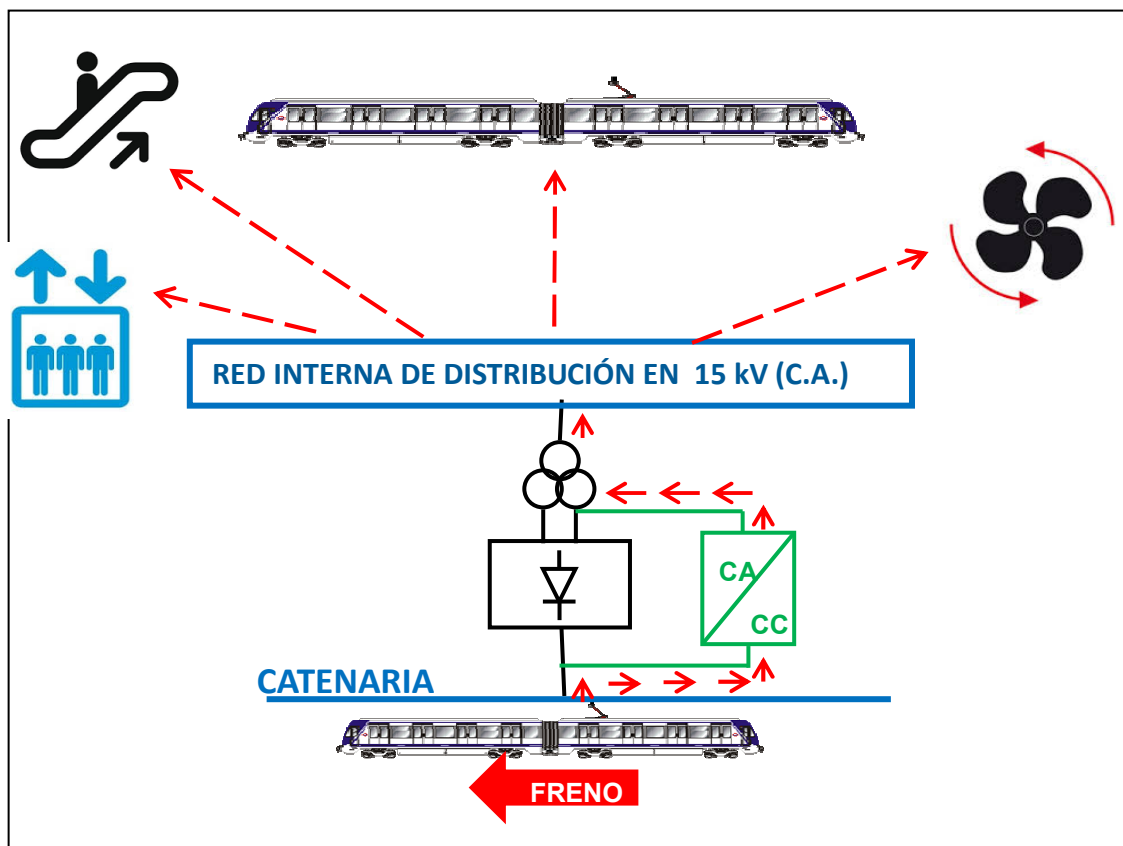 RED INTERNA DE DISTRIBUCIÓN EN 15 kV (C.A.)
CA
CC
CATENARIA
FRENO